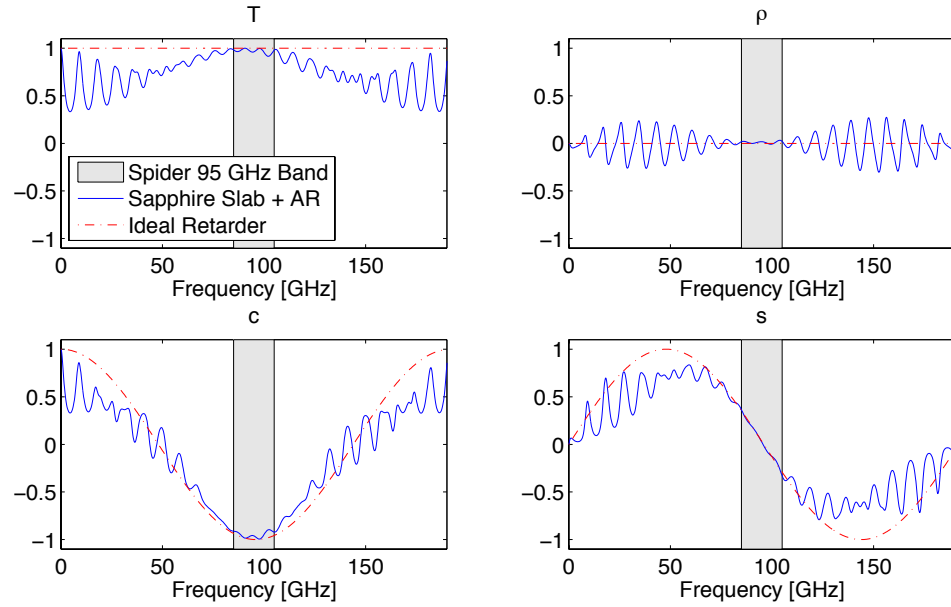 T
1
0.5
0
−0.5
−1
Spider 95 GHz Band
Sapphire Slab + AR
Ideal Retarder
0 50 100 150
Frequency [GHz]
ρ
1
0.5
0
−0.5
−1
0 50 100 150
Frequency [GHz]
c
1
0.5
0
−0.5
−1
0 50 100 150
Frequency [GHz]
s
1
0.5
0
−0.5
−1
0 50 100 150
Frequency [GHz]